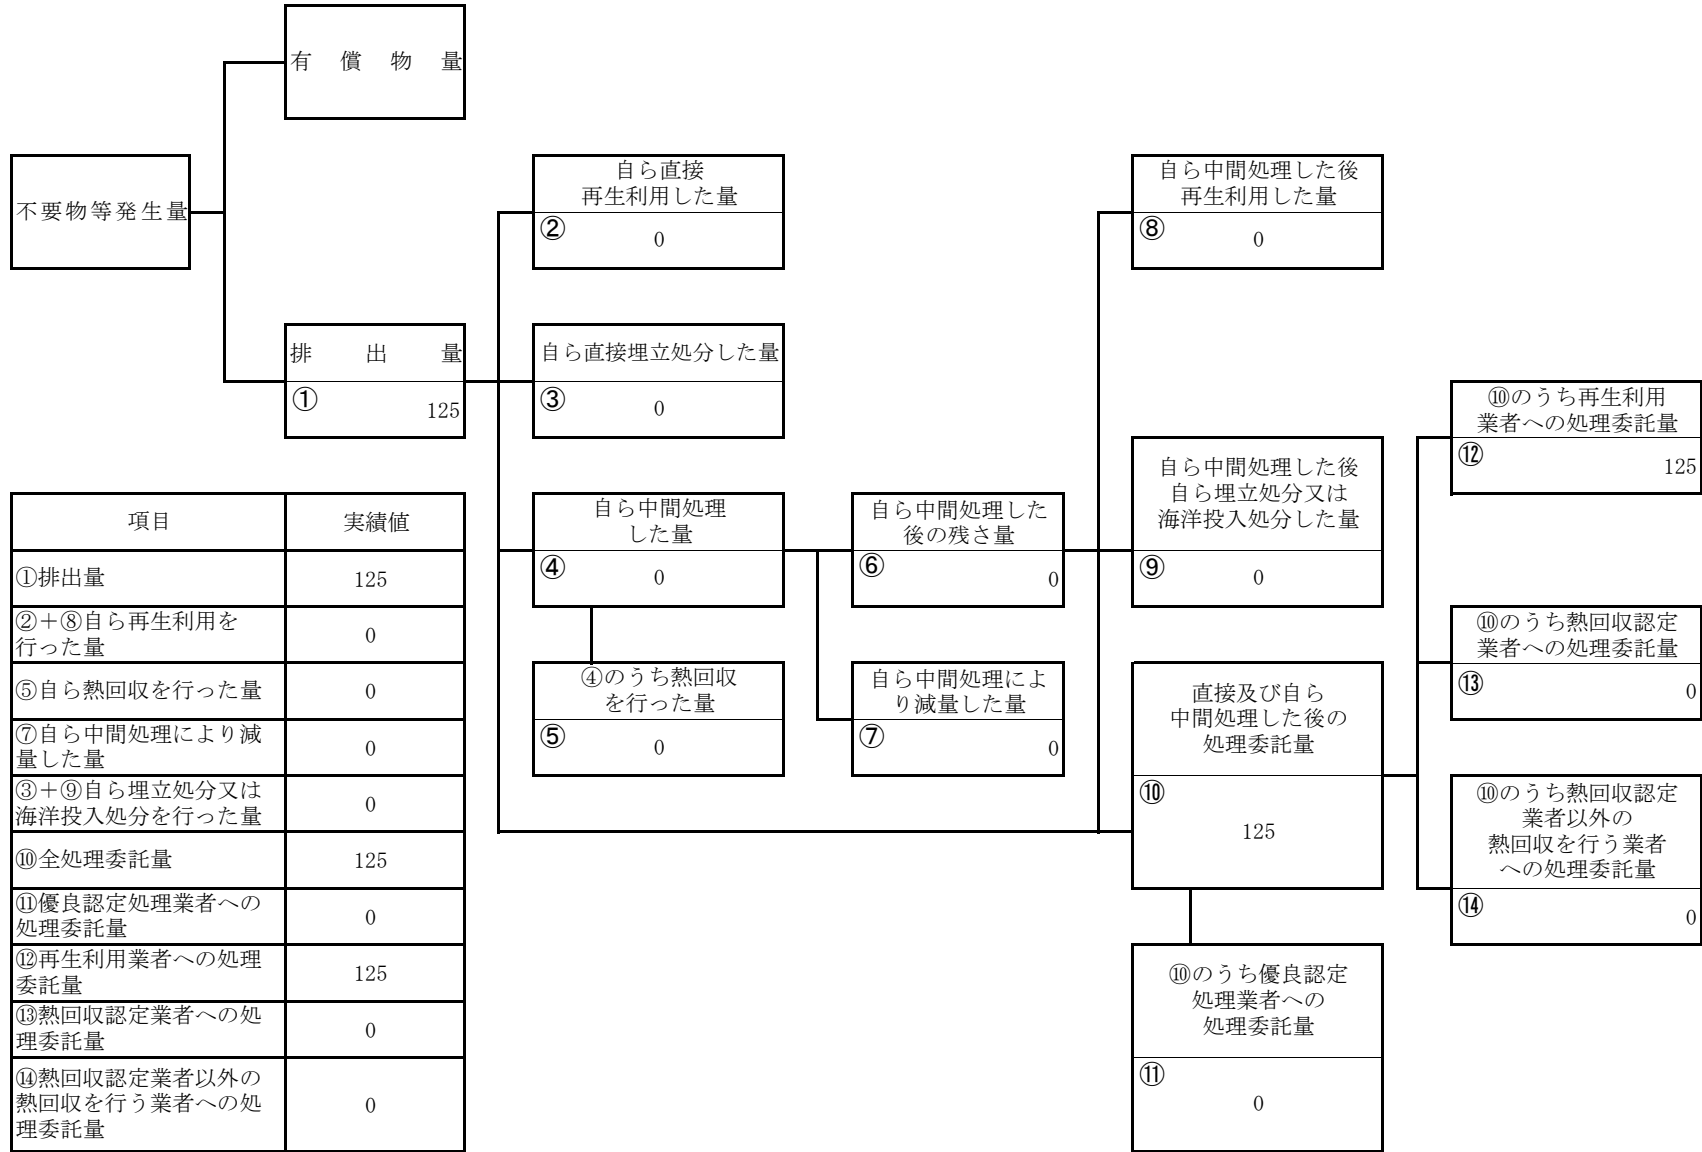 有償物量
不要物等発生量
排出量
①
125
自ら直接
再生利用した量
②
0
自ら直接埋立処分した量
③
0
自ら中間処理
した量
④
0
④のうち熱回収
を行った量
⑤
0
自ら中間処理した
後の残さ量
⑥
0
自ら中間処理によ
り減量した量
⑦
0
自ら中間処理した後
再生利用した量
⑧
0
自ら中間処理した後
自ら埋立処分又は
海洋投入処分した量
⑨
0
直接及び自ら
中間処理した後の
処理委託量
⑩
125
⑩のうち優良認定
処理業者への
処理委託量
⑪
0
⑩のうち再生利用
業者への処理委託量
⑫
125
⑩のうち熱回収認定
業者への処理委託量
⑬
0
⑩のうち熱回収認定
業者以外の
熱回収を行う業者
への処理委託量
⑭
0
項目 実績値
①排出量 125
②＋⑧自ら再生利用を
行った量 0
⑤自ら熱回収を行った量 0
⑦自ら中間処理により減
量した量 0
③＋⑨自ら埋立処分又は
海洋投入処分を行った量 0
⑩全処理委託量 125
⑪優良認定処理業者への
処理委託量 0
⑫再生利用業者への処理
委託量 125
⑬熱回収認定業者への処
理委託量 0
⑭熱回収認定業者以外の
熱回収を行う業者への処 0
理委託量